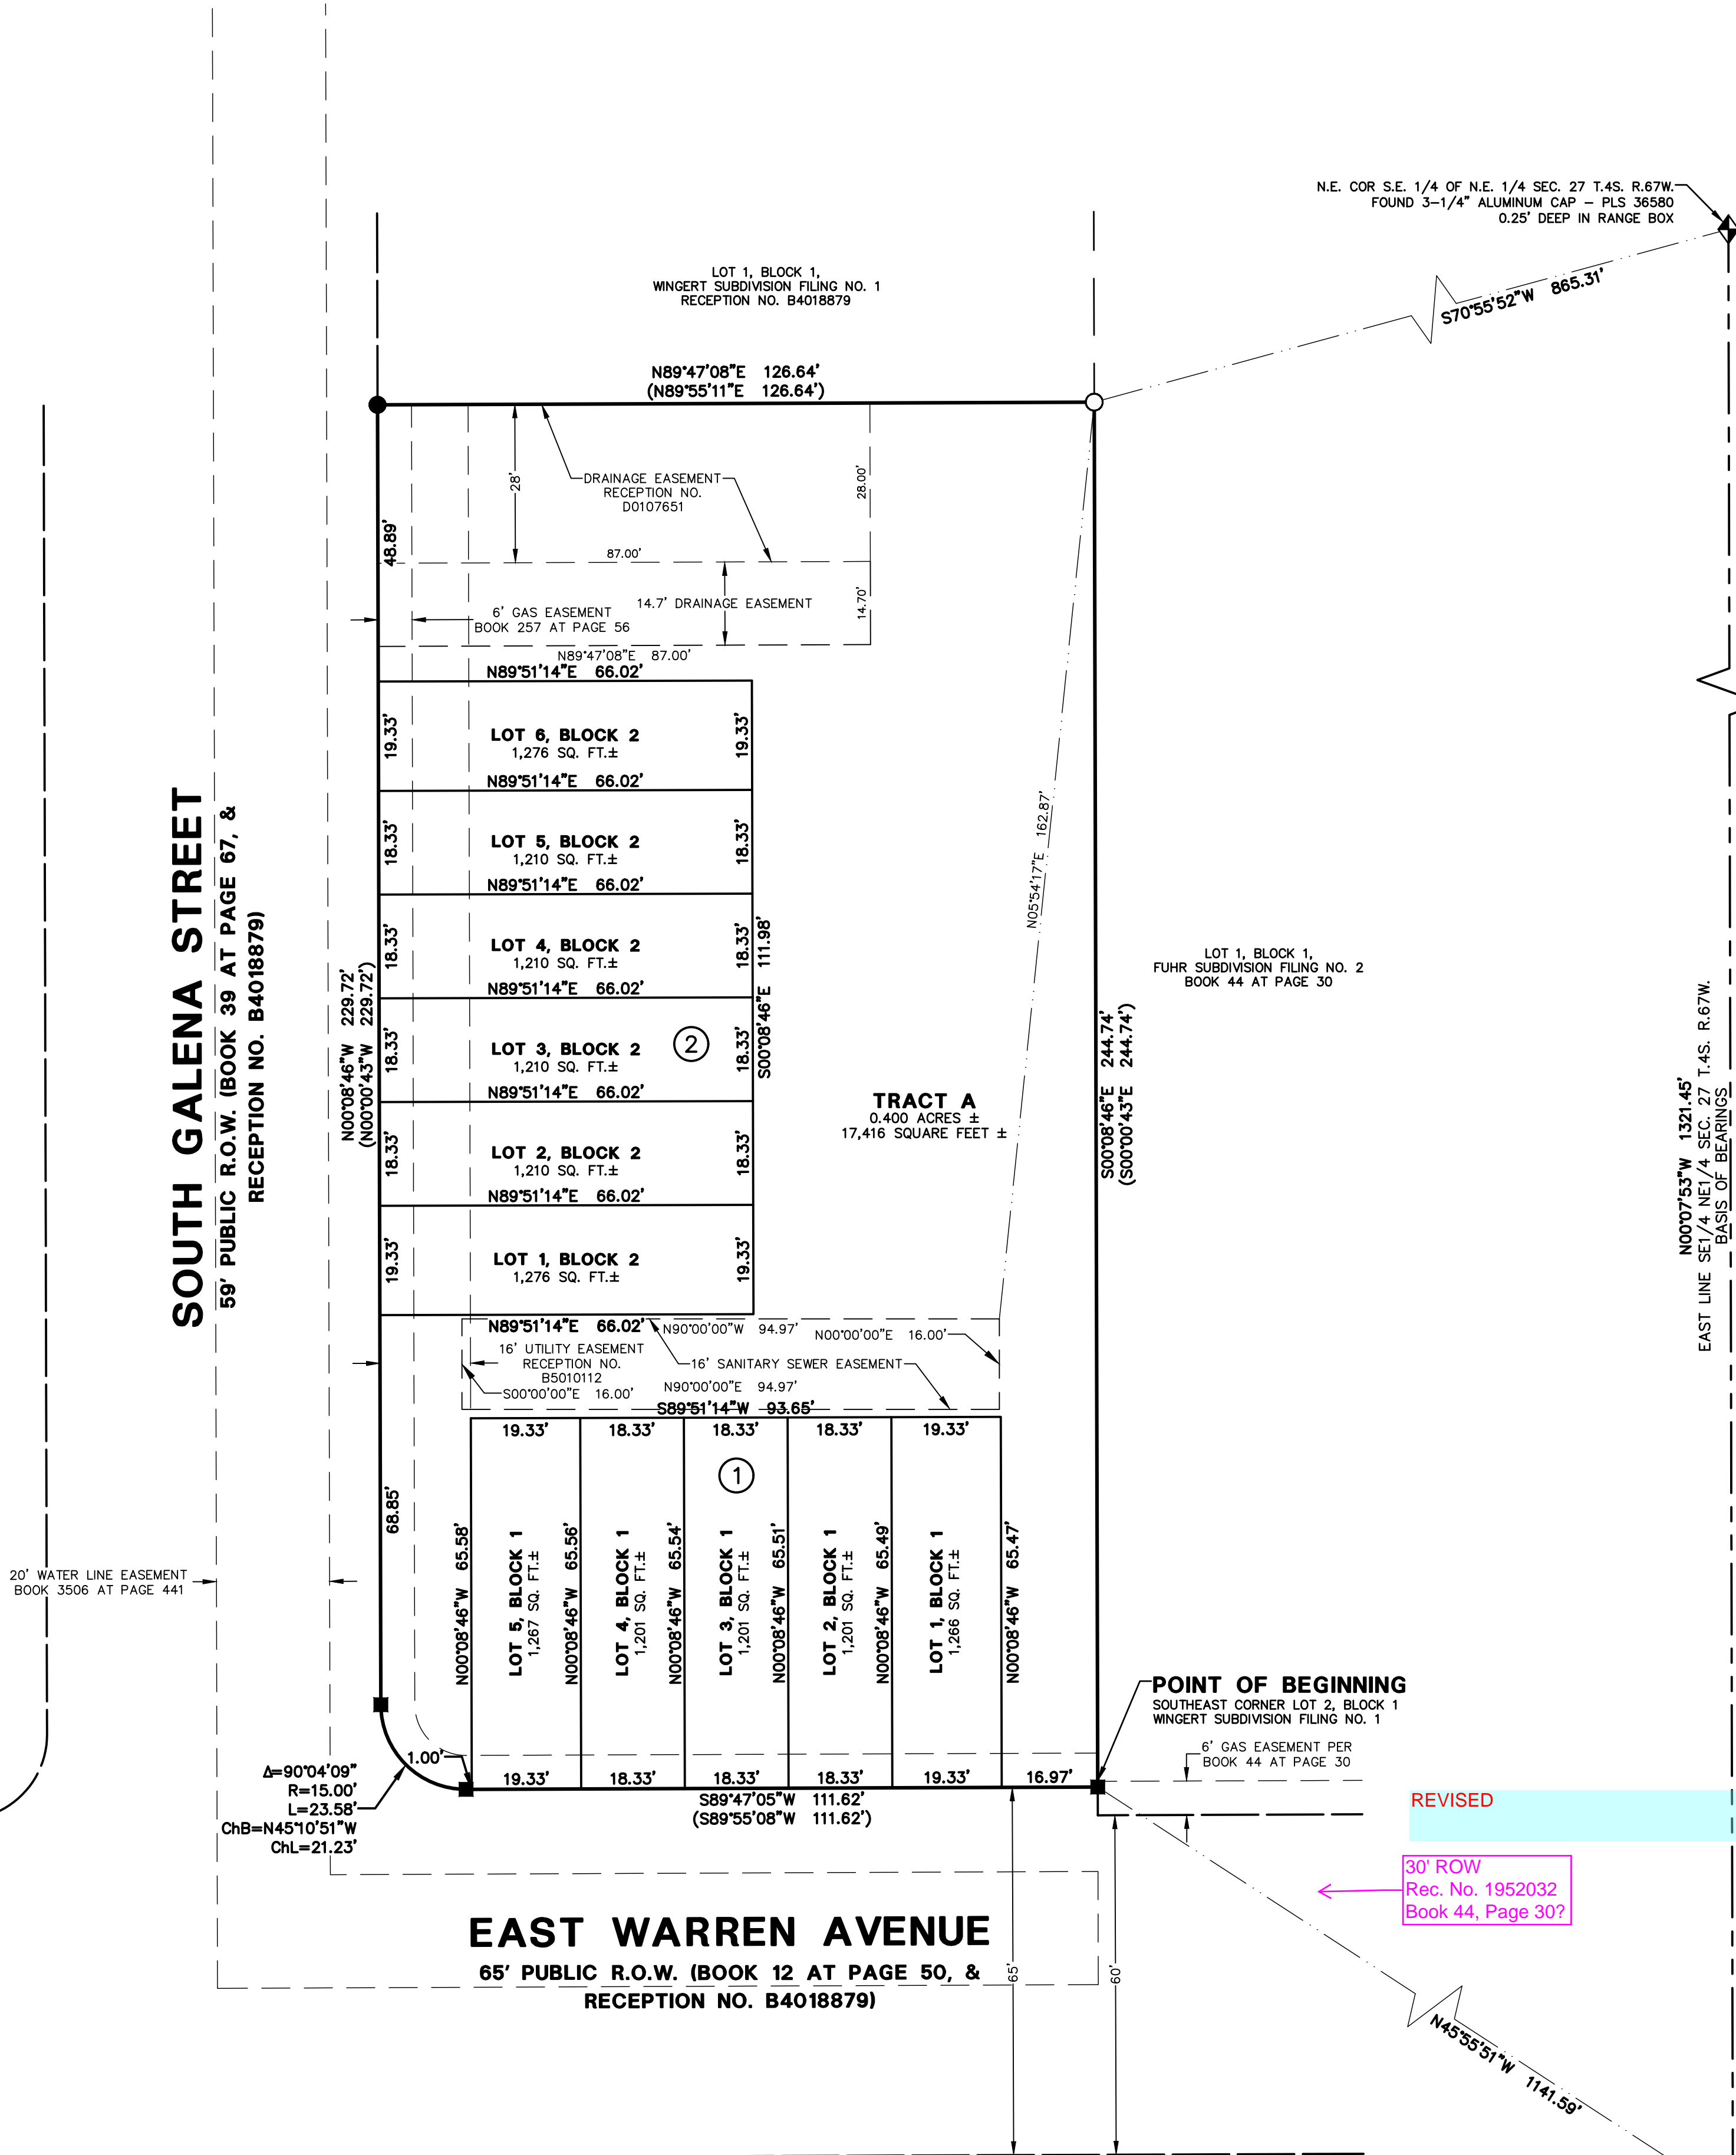 N.E. COR S.E. 1/4 OF N.E. 1/4 SEC. 27 T.4S. R.67W.
FOUND 3-1/4" ALUMINUM CAP – PLS 36580
0.25' DEEP IN RANGE BOX
S70°55'52"W 865.31'
LOT 1, BLOCK 1,
WINGERT SUBDIVISION FILING NO. 1
RECEPTION NO. B4018879
N89°47'08"E 126.64'
(N89°55'11"E 126.64')
28'
DRAINAGE EASEMENT
RECEPTION NO.
D0107651
28.00'
48.89'
87.00'
14.7' DRAINAGE EASEMENT
14.70'
6' GAS EASEMENT
BOOK 257 AT PAGE 56
N89°47'08"E 87.00'
N89°51'14"E 66.02'
19.33'
LOT 6, BLOCK 2
1,276 SQ. FT.±
19.33'
N89°51'14"E 66.02'
18.33'
LOT 5, BLOCK 2
1,210 SQ. FT.±
18.33'
N89°51'14"E 66.02'
18.33'
LOT 4, BLOCK 2
1,210 SQ. FT.±
18.33'
N89°51'14"E 66.02'
18.33'
LOT 3, BLOCK 2
1,210 SQ. FT.±
2
18.33'
S00°08'46"E 111.98'
N89°51'14"E 66.02'
18.33'
LOT 2, BLOCK 2
1,210 SQ. FT.±
18.33'
N89°51'14"E 66.02'
19.33'
LOT 1, BLOCK 2
1,276 SQ. FT.±
19.33'
N89°51'14"E 66.02'
SOUTH GALENA STREET
59' PUBLIC R.O.W. (BOOK 39 AT PAGE 67, &
RECEPTION NO. B4018879)
N00°08'46"W 229.72'
(N00°00'43"W 229.72')
N05°54'17"E 162.87'
TRACT A
0.400 ACRES ±
17,416 SQUARE FEET ±
S00°08'46"E 244.74'
(S00°00'43"E 244.74')
LOT 1, BLOCK 1,
FUHR SUBDIVISION FILING NO. 2
BOOK 44 AT PAGE 30
N00°07'53"W 1321.45'
EAST LINE SE1/4 NE1/4 SEC. 27 T.4S. R.67W.
BASIS OF BEARINGS
N90°00'00"W 94.97'
N00°00'00"E 16.00'
16' UTILITY EASEMENT
RECEPTION NO.
B5010112
16' SANITARY SEWER EASEMENT
S00°00'00"E 16.00'
N90°00'00"E 94.97'
S89°51'14"W 93.65'
19.33'
18.33'
18.33'
18.33'
19.33'
1
68.85'
N00°08'46"W 65.58'
LOT 5, BLOCK 1
1,267 SQ. FT.±
N00°08'46"W 65.56'
LOT 4, BLOCK 1
1,201 SQ. FT.±
N00°08'46"W 65.54'
LOT 3, BLOCK 1
1,201 SQ. FT.±
N00°08'46"W 65.51'
LOT 2, BLOCK 1
1,201 SQ. FT.±
N00°08'46"W 65.49'
LOT 1, BLOCK 1
1,266 SQ. FT.±
N00°08'46"W 65.47'
20' WATER LINE EASEMENT
BOOK 3506 AT PAGE 441
POINT OF BEGINNING
SOUTHEAST CORNER LOT 2, BLOCK 1
WINGERT SUBDIVISION FILING NO. 1
6' GAS EASEMENT PER
BOOK 44 AT PAGE 30
1.00'
19.33'
18.33'
18.33'
18.33'
19.33'
16.97'
S89°47'05"W 111.62'
(S89°55'08"W 111.62')
Δ=90°04'09"
R=15.00'
L=23.58'
ChB=N45°10'51"W
ChL=21.23'
REVISED
30' ROW
Rec. No. 1952032
Book 44, Page 30?
EAST WARREN AVENUE
65' PUBLIC R.O.W. (BOOK 12 AT PAGE 50, &
RECEPTION NO. B4018879)
65'
60'
N45°55'51"W 1141.59'